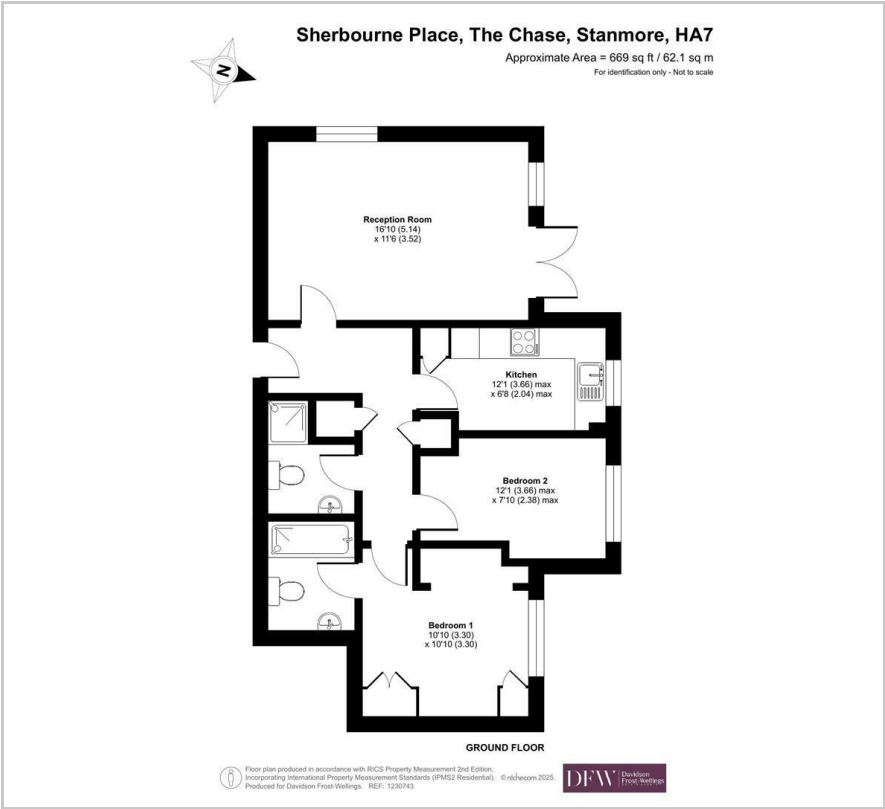 Sherbourne Place, The Chase, Stanmore, HA7
Approximate Area = 669 sq ft / 62.1 sq m
For identification only - Not to scale
N
Reception Room
16'10 (5.14)
x 11'6 (3.52)
Kitchen
12'1 (3.66) max
x 6'8 (2.04) max
Bedroom 2
12'1 (3.66) max
x 7'10 (2.38) max
Bedroom 1
10'10 (3.30)
x 10'10 (3.30)
GROUND FLOOR
Floor plan produced in accordance with RICS Property Measurement 2nd Edition,
Incorporating International Property Measurement Standards (IPMS2 Residential). © nichecom 2025.
Produced for Davidson Frost-Wellings. REF: 1230743
DFW
Davidson
Frost-Wellings